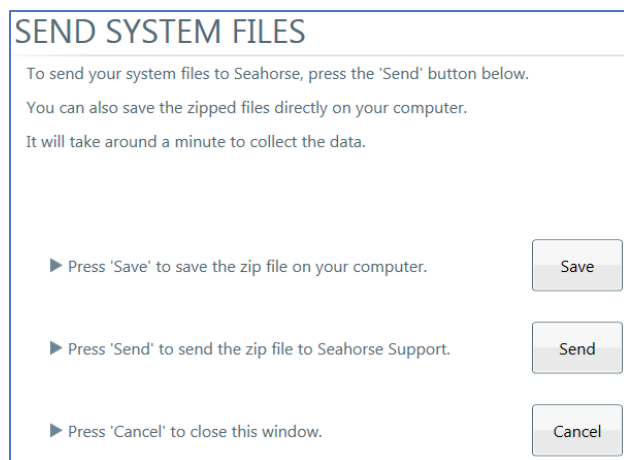 SEND SYSTEM FILES
To send your system files to Seahorse, press the 'Send' button below.
You can also save the zipped files directly on your computer.
It will take around a minute to collect the data.
Press 'Save' to save the zip file on your computer.
Save
Press 'Send' to send the zip file to Seahorse Support.
Send
Press 'Cancel' to close this window.
Cancel